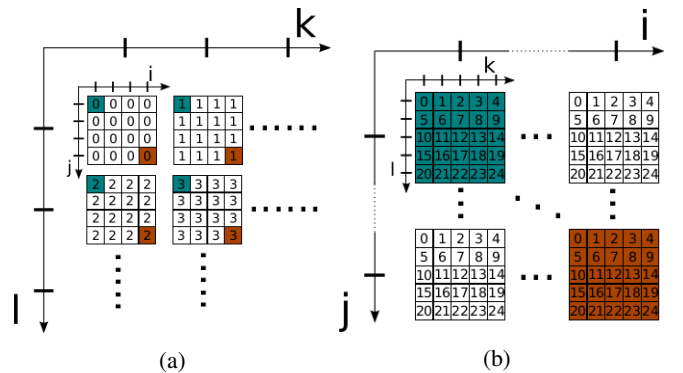 k
i
0 0 0 0 1 1 1 1
0 0 0 0 1 1 1 1
0 0 0 0 1 1 1 1
0 0 0 0 1 1 1 1
j
2 2 2 2 3 3 3 3
2 2 2 2 3 3 3 3
2 2 2 2 3 3 3 3
2 2 2 2 3 3 3 3
l
(a)
i
k
0 1 2 3 4 0 1 2 3 4
5 6 7 8 9 5 6 7 8 9
10 11 12 13 14 10 11 12 13 14
l
15 16 17 18 19 15 16 17 18 19
20 21 22 23 24 20 21 22 23 24
0 1 2 3 4 0 1 2 3 4
5 6 7 8 9 5 6 7 8 9
10 11 12 13 14 10 11 12 13 14
15 16 17 18 19 15 16 17 18 19
20 21 22 23 24 20 21 22 23 24
j
(b)